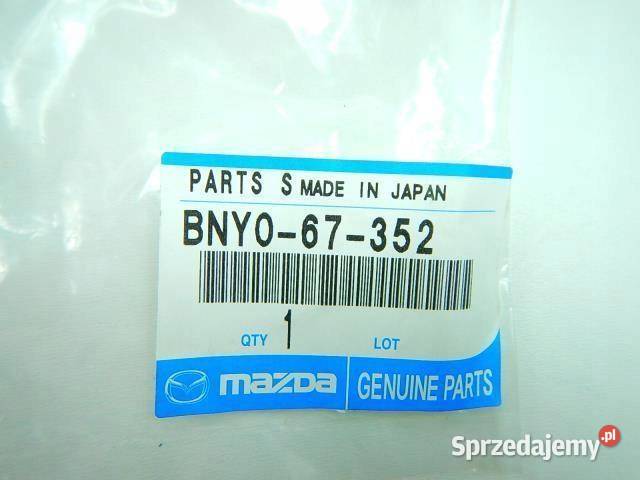 PARTS S MADE IN JAPAN
BNY0-67-352
QTY 1 LOT
mazda GENUINE PARTS
Sprzedajemy.pl